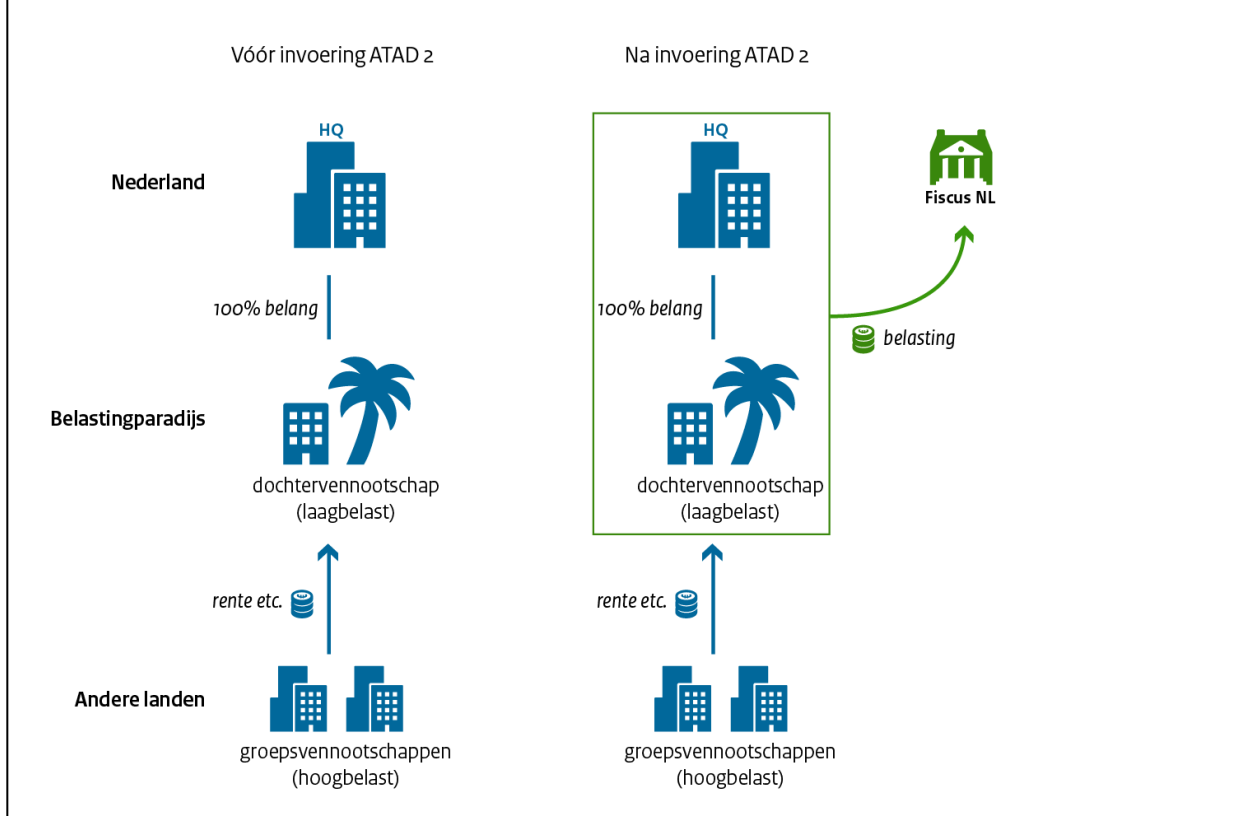 Vóór invoering ATAD 2
Na invoering ATAD 2
HQ
HQ
Nederland
Fiscus NL
100% belang
100% belang
belasting
Belastingparadijs
dochtervennootschap
(laagbelast)
dochtervennootschap
(laagbelast)
rente etc.
rente etc.
Andere landen
groepsvennootschappen
(hoogbelast)
groepsvennootschappen
(hoogbelast)